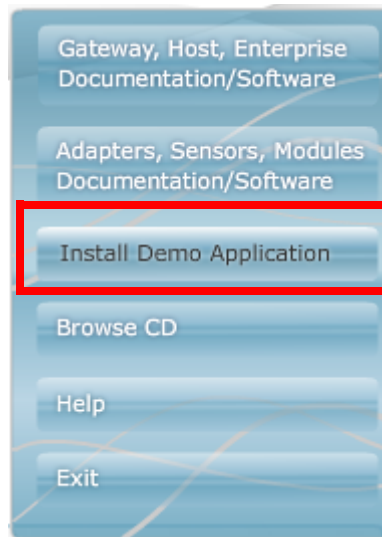 Gateway, Host, Enterprise
Documentation/Software
Adapters, Sensors, Modules
Documentation/Software
Install Demo Application
Browse CD
Help
Exit